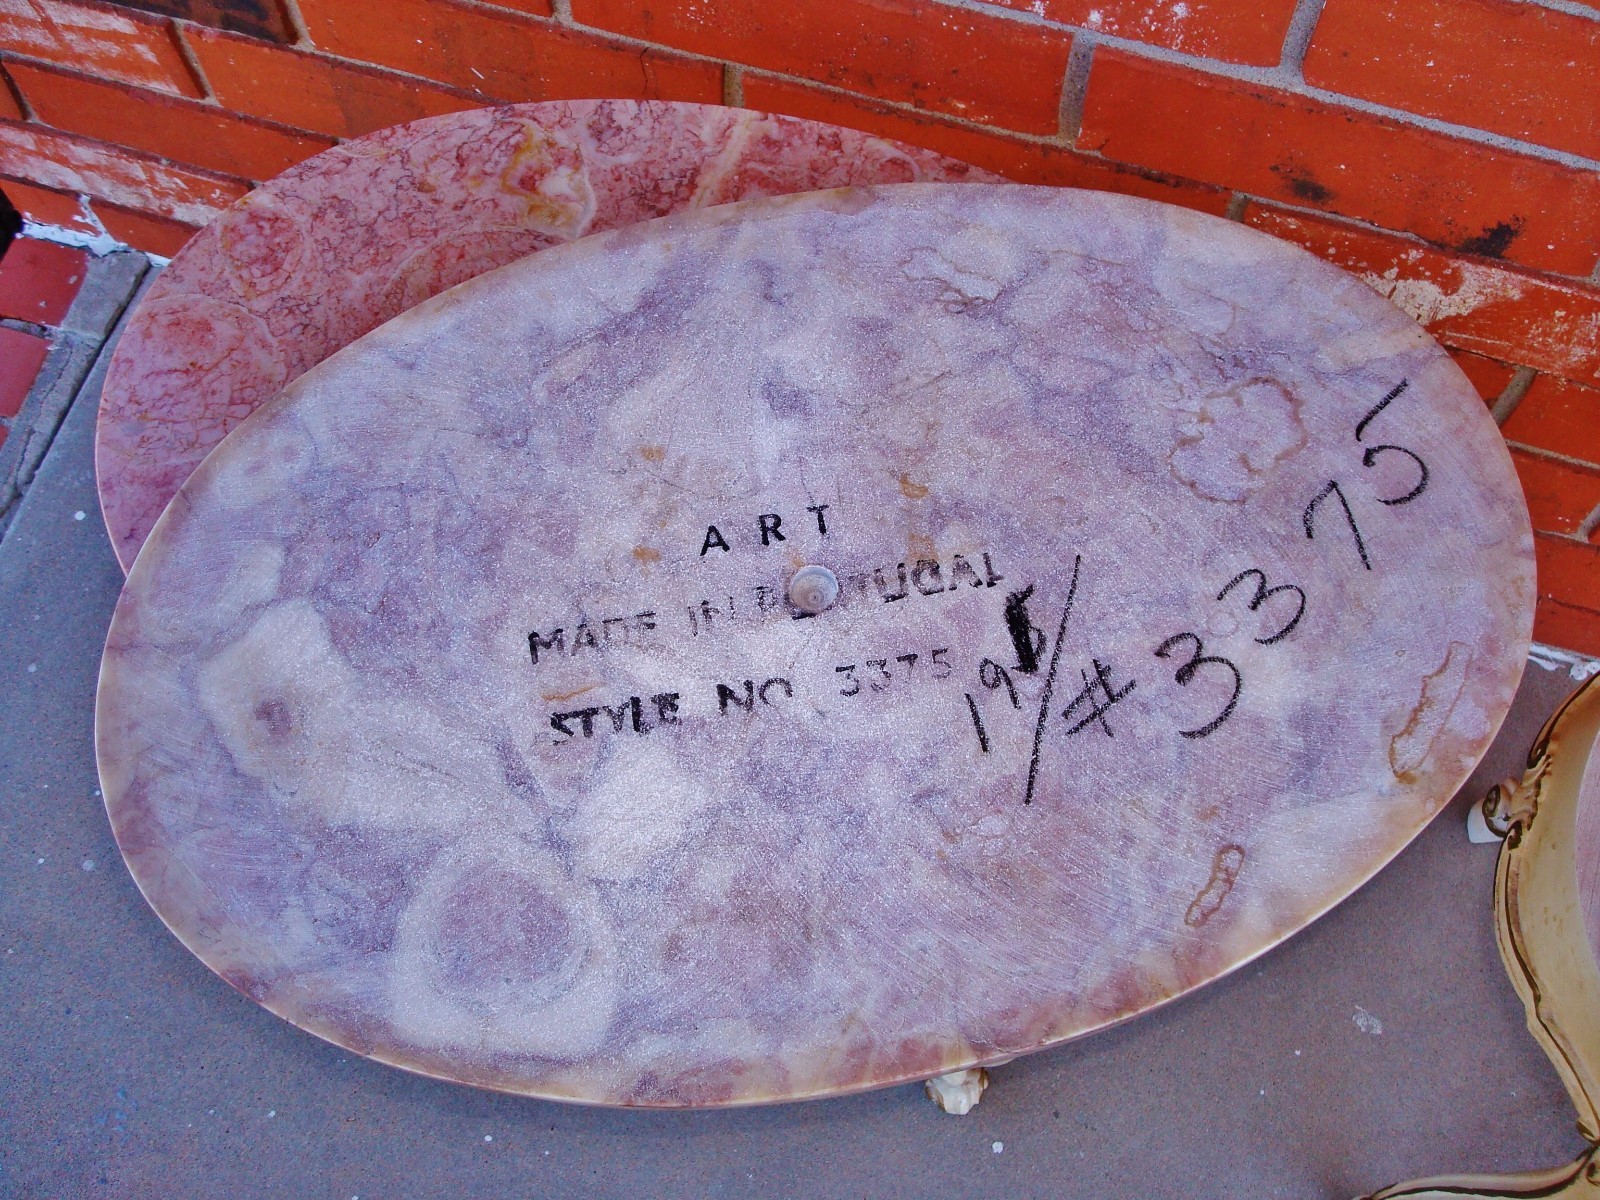 ART
MADE IN PORTUGAL
STYLE NO 3375
#3375